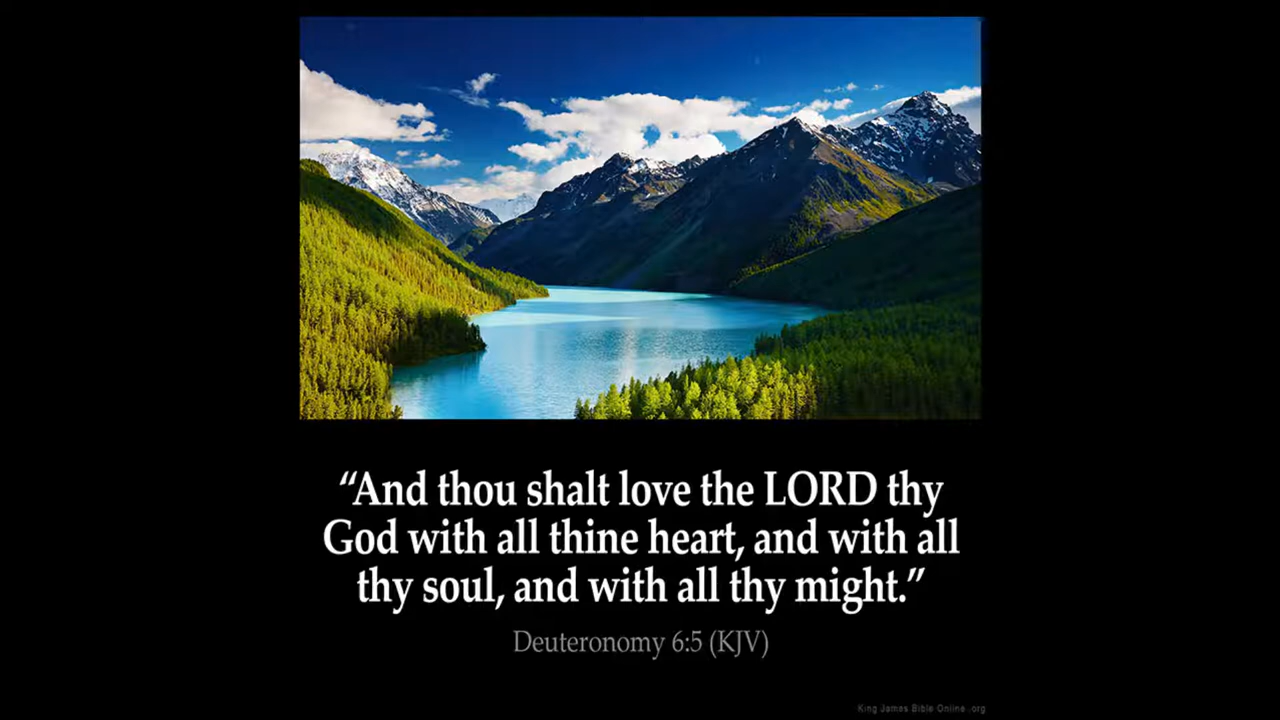 “And thou shalt love the LORD thy
God with all thine heart, and with all
thy soul, and with all thy might.”
Deuteronomy 6:5 (KJV)
King James Bible Online .org